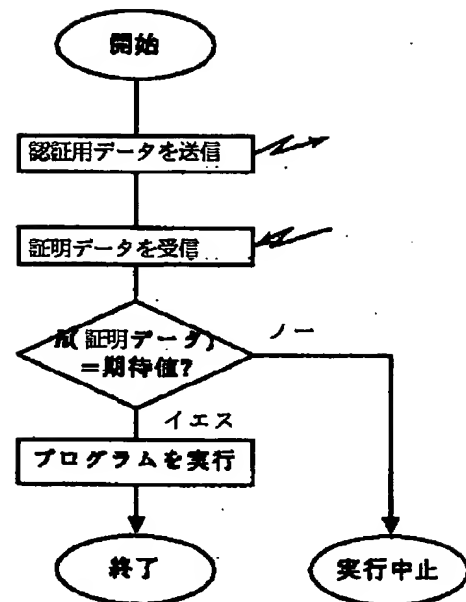 開始
認証用データを送信
証明データを受信
(証明データ)
=期待値?
ノー
イエス
プログラムを実行
終了
実行中止